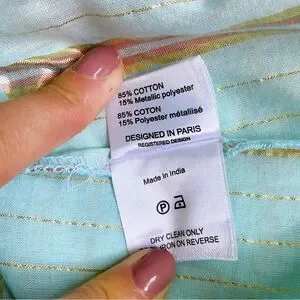 85% COTTON
15% Metallic polyester
85% COTON
15% Polyester métallisé
DESIGNED IN PARIS
REGISTERED DESIGN
Made In India
P
DRY CLEAN ONLY
IRON ON REVERSE